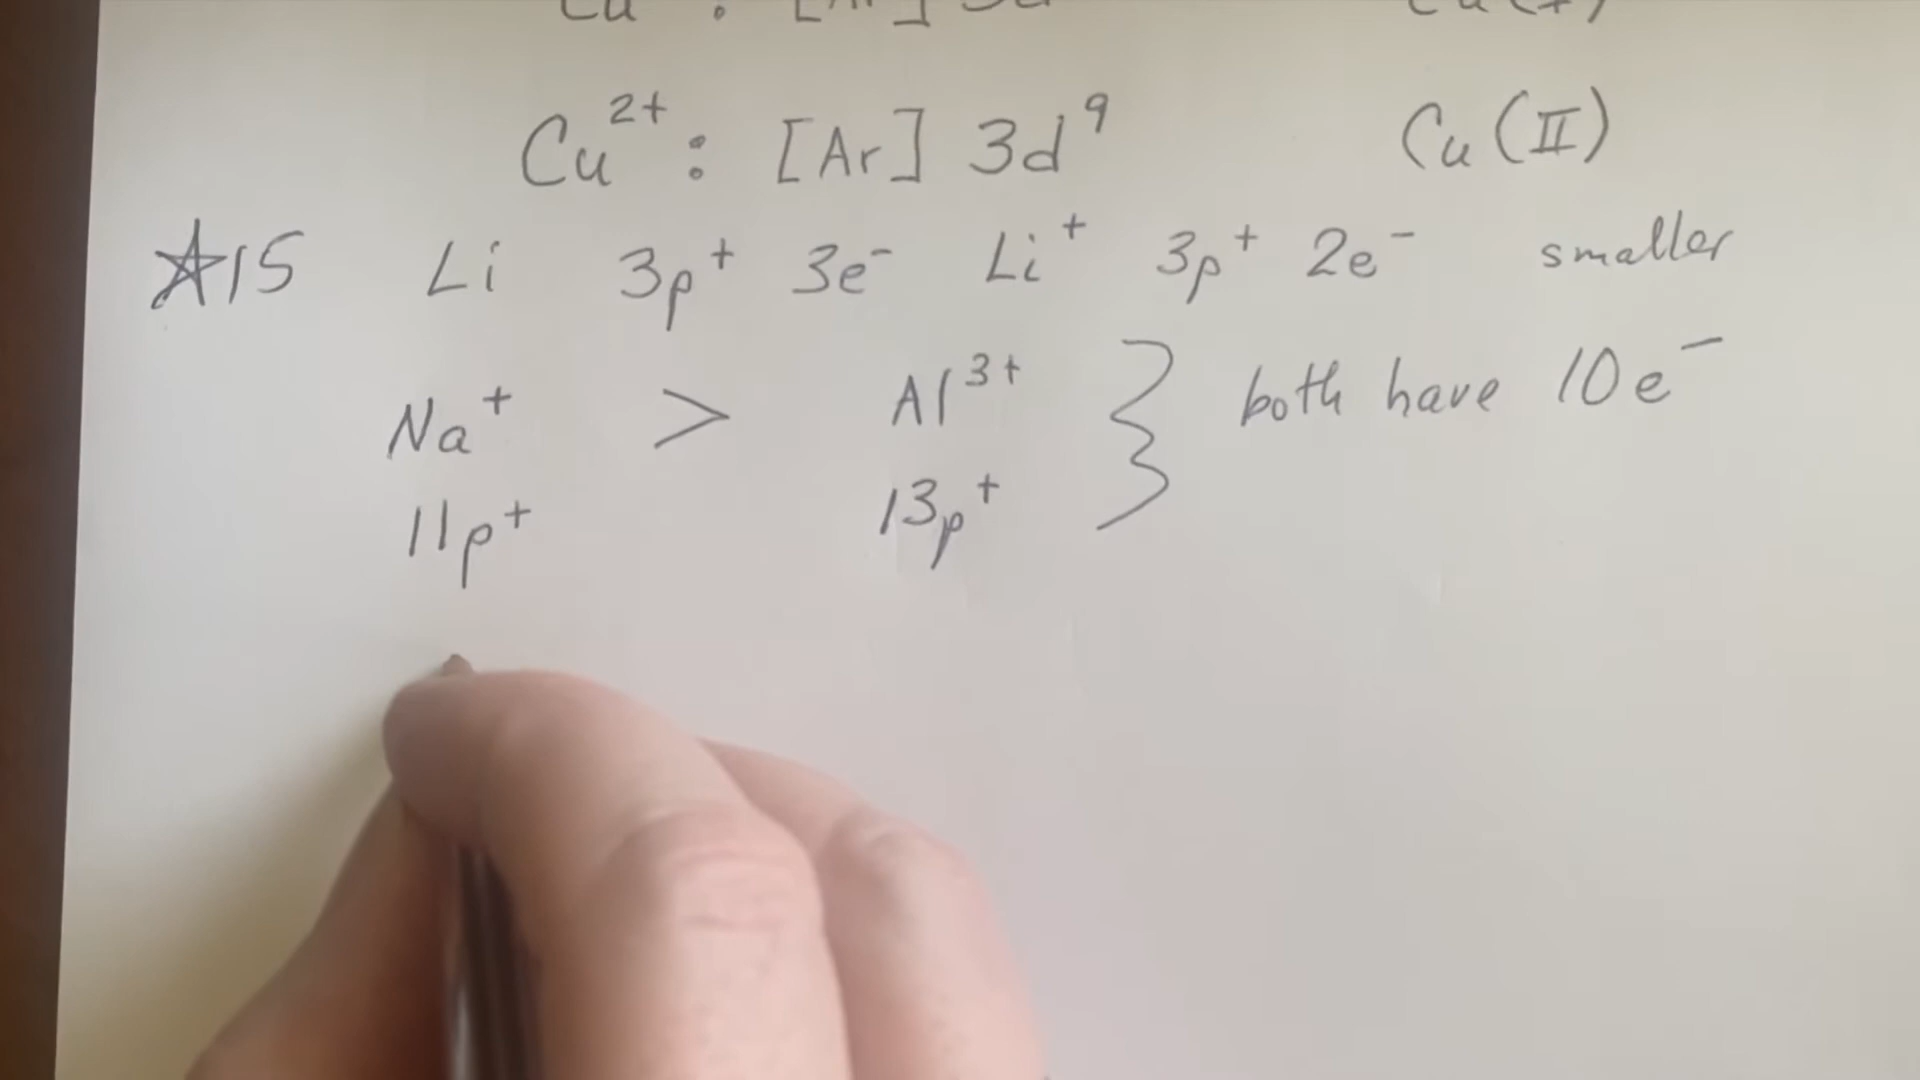 Cu²⁺ : [Ar] 3d⁹ Cu(II)
☆15 Li 3p⁺ 3e⁻ Li⁺ 3p⁺ 2e⁻ smaller
Na⁺ > Al³⁺ } both have 10e⁻
11p⁺ 13p⁺